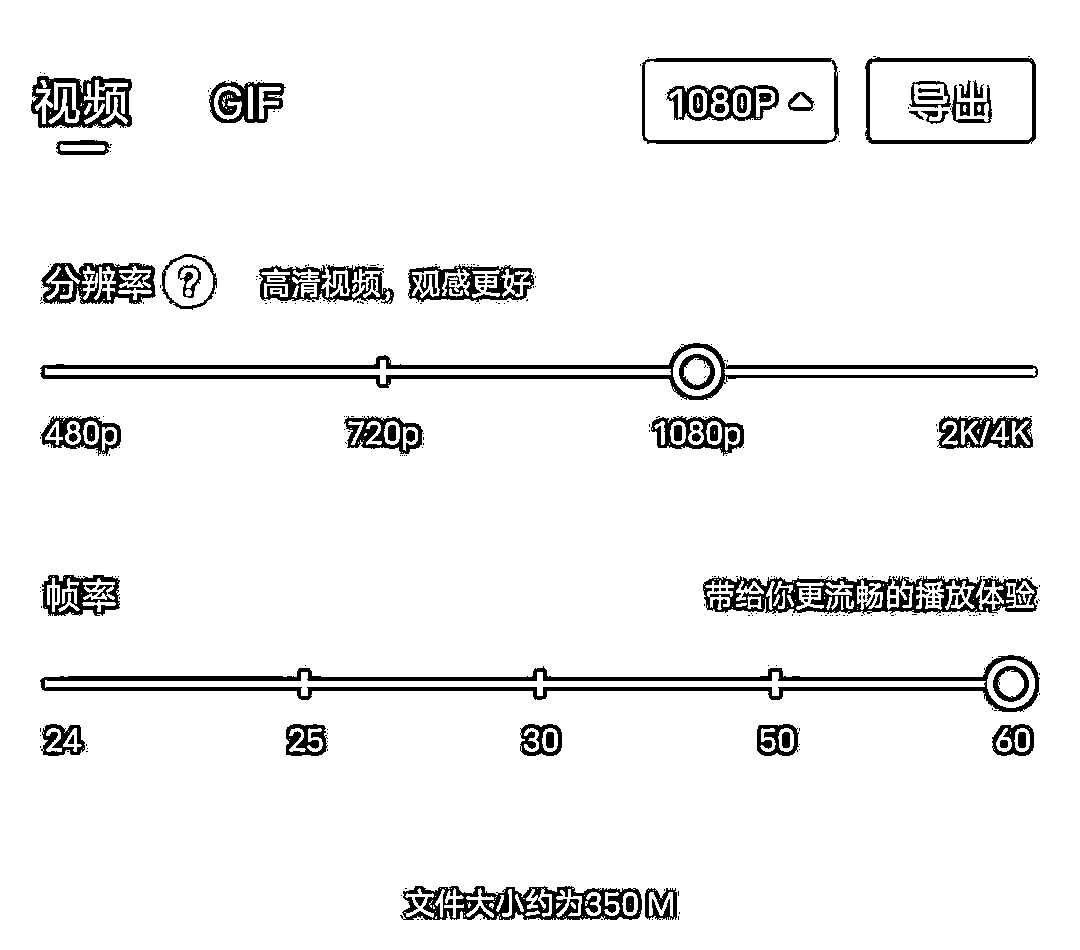 视频 GIF 1080P 导出
分辨率 ? 高清视频，观感更好
480p 720p 1080p 2K/4K
帧率 带给你更流畅的播放体验
24 25 30 50 60
文件大小约为350 M